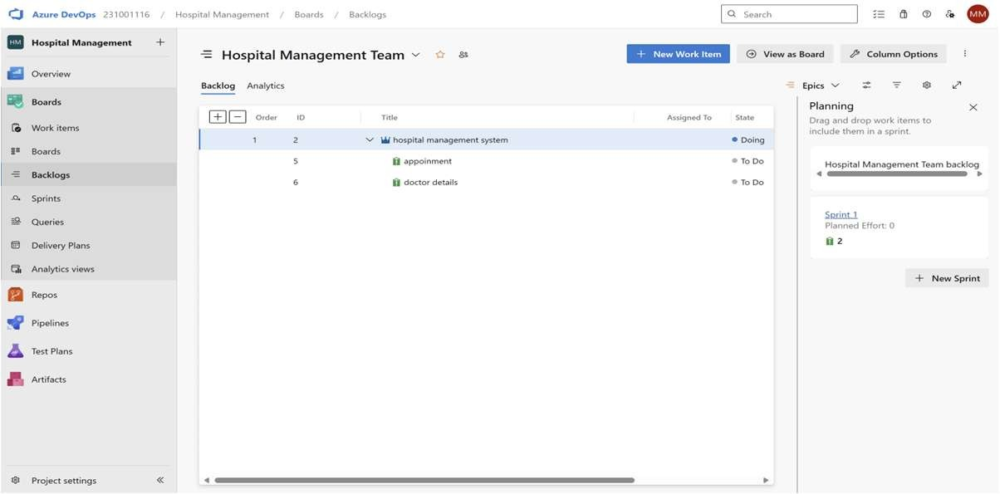 Azure DevOps 231001116 / Hospital Management / Boards / Backlogs Search MM
HM Hospital Management
Overview
Boards
Work items
Boards
Backlogs
Sprints
Queries
Delivery Plans
Analytics views
Repos
Pipelines
Test Plans
Artifacts
Project settings
Hospital Management Team
New Work Item View as Board Column Options
Backlog Analytics
Epics
Order ID Title Assigned To State
1 2 hospital management system Doing
5 appoinment To Do
6 doctor details To Do
Planning
Drag and drop work items to
include them in a sprint.
Hospital Management Team backlog
Sprint 1
Planned Effort: 0
2
New Sprint